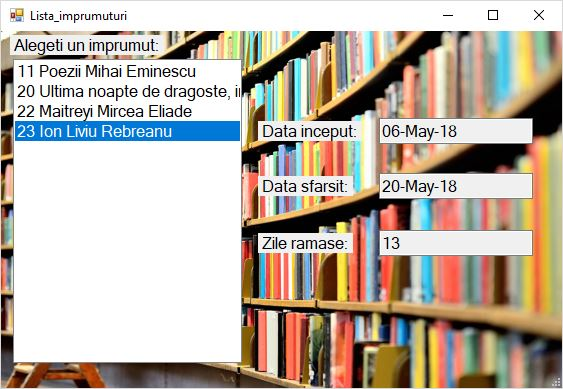 Lista_imprumuturi
Alegeti un imprumut:
11 Poezii Mihai Eminescu
20 Ultima noapte de dragoste,
22 Maitreyi Mircea Eliade
23 Ion Liviu Rebreanu
Data inceput: 06-May-18
Data sfarsit: 20-May-18
Zile ramase: 13